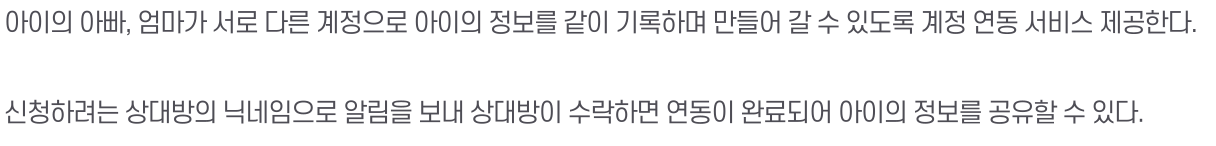 아이의 아빠, 엄마가 서로 다른 계정으로 아이의 정보를 같이 기록하며 만들어 갈 수 있도록 계정 연동 서비스 제공한다.
신청하려는 상대방의 닉네임으로 알림을 보내 상대방이 수락하면 연동이 완료되어 아이의 정보를 공유할 수 있다.